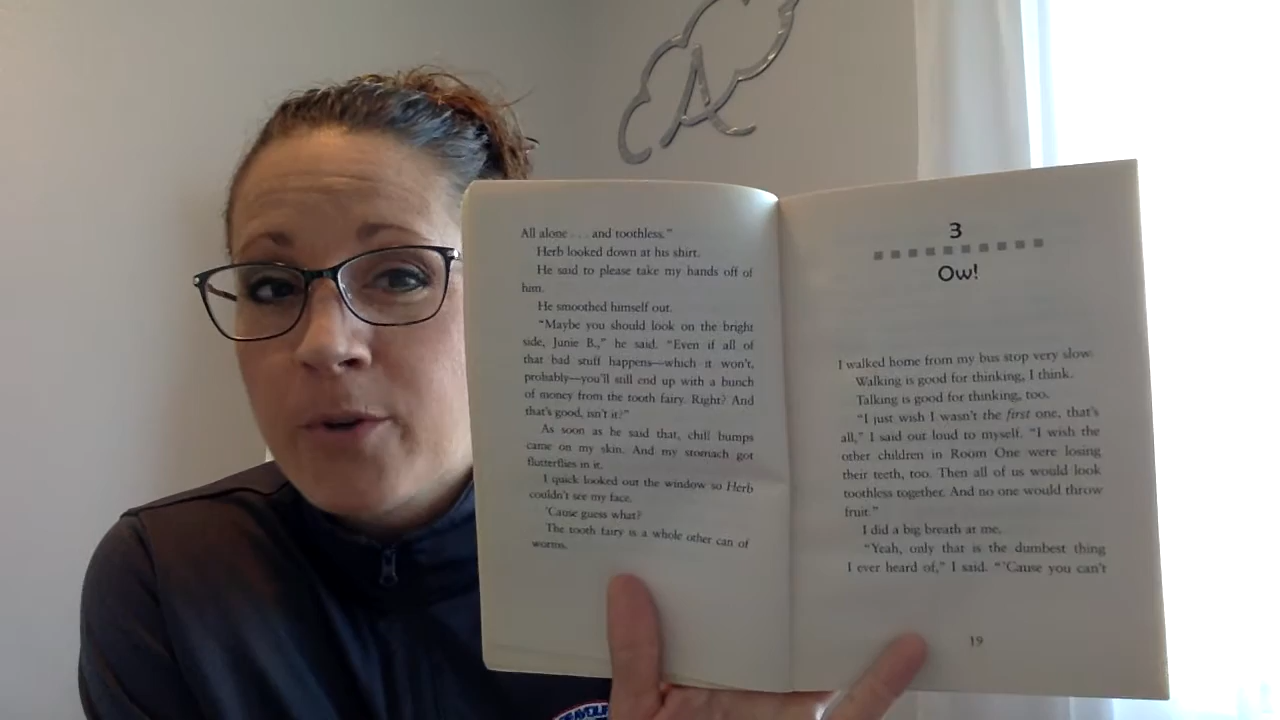 A
All alone . . . and toothless."
Herb looked down at his shirt.
He said to please take my hands off of
him.
He smoothed himself out.
"Maybe you should look on the bright
side, Junie B.," he said. "Even if all of
that bad stuff happens—which it won't,
probably—you'll still end up with a bunch
of money from the tooth fairy. Right? And
that's good, isn't it?"
As soon as he said that, chill bumps
came on my skin. And my stomach got
flutterflies in it.
I quick looked out the window so Herb
couldn't see my face.
'Cause guess what?
The tooth fairy is a whole other can of
worms.
3
Ow!
I walked home from my bus stop very slow.
Walking is good for thinking, I think.
Talking is good for thinking, too.
"I just wish I wasn't the first one, that's
all," I said out loud to myself. "I wish the
other children in Room One were losing
their teeth, too. Then all of us would look
toothless together. And no one would throw
fruit."
I did a big breath at me.
"Yeah, only that is the dumbest thing
I ever heard of," I said. "'Cause you can't
19